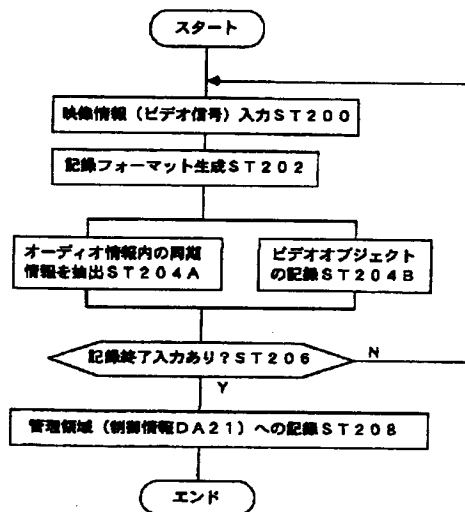 スタート
映像情報（ビデオ信号）入力ST200
記録フォーマット生成ST202
オーディオ情報内の同期
情報を抽出ST204A
ビデオオブジェクト
の記録ST204B
記録終了入力あり？ST206
N
Y
管理領域（制御情報DA21）への記録ST208
エンド